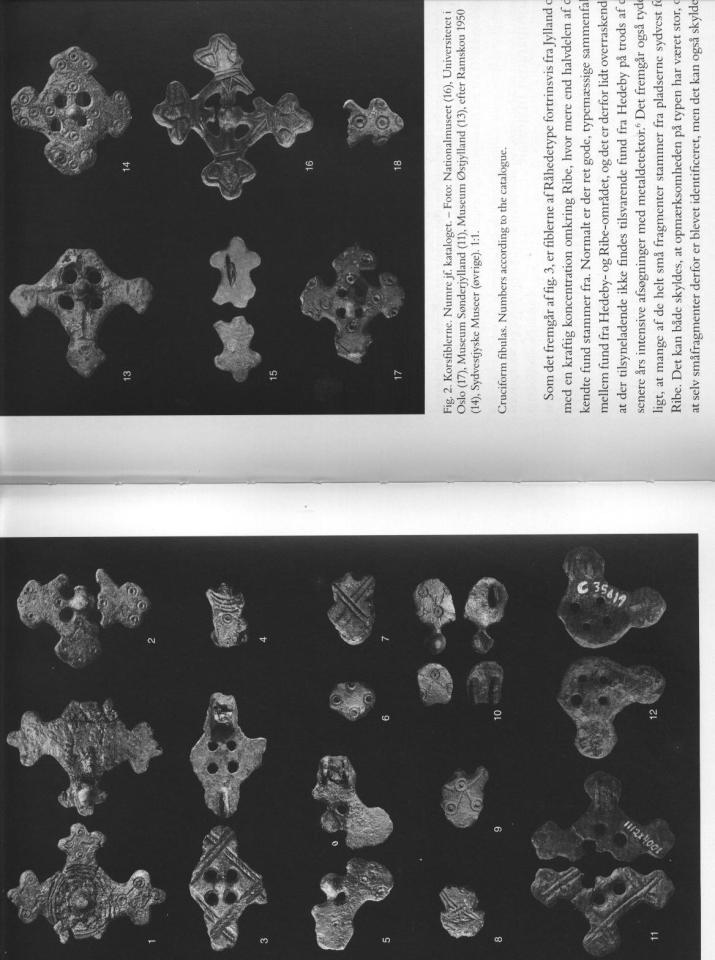 1
2
3
4
5
6
7
8
9
10
11
12
11127x001
C 35619
13
14
15
16
17
18
Fig. 2. Korsfiblerne. Numre jf. kataloget. – Foto: Nationalmuseet (16), Universitetet i
Oslo (17), Museum Sønderjylland (11), Museum Østjylland (13), efter Ramskou 1950
(14), Sydvestjyske Museer (øvrige). 1:1.
Cruciform fibulas. Numbers according to the catalogue.
Som det fremgår af fig. 3, er fiblerne af Råhedetype fortrinsvis fra Jylland o
med en kraftig koncentration omkring Ribe, hvor mere end halvdelen af d
kendte fund stammer fra. Normalt er der ret gode, typemæssige sammenfal
mellem fund fra Hedeby- og Ribe-området, og det er derfor lidt overraskend
at der tilsyneladende ikke findes tilsvarende fund fra Hedeby på trods af d
senere års intensive afsøgninger med metaldetektor.⁶ Det fremgår også tyde
ligt, at mange af de helt små fragmenter stammer fra pladserne sydvest fo
Ribe. Det kan både skyldes, at opmærksomheden på typen har været stor, o
at selv småfragmenter derfor er blevet identificeret, men det kan også skylde